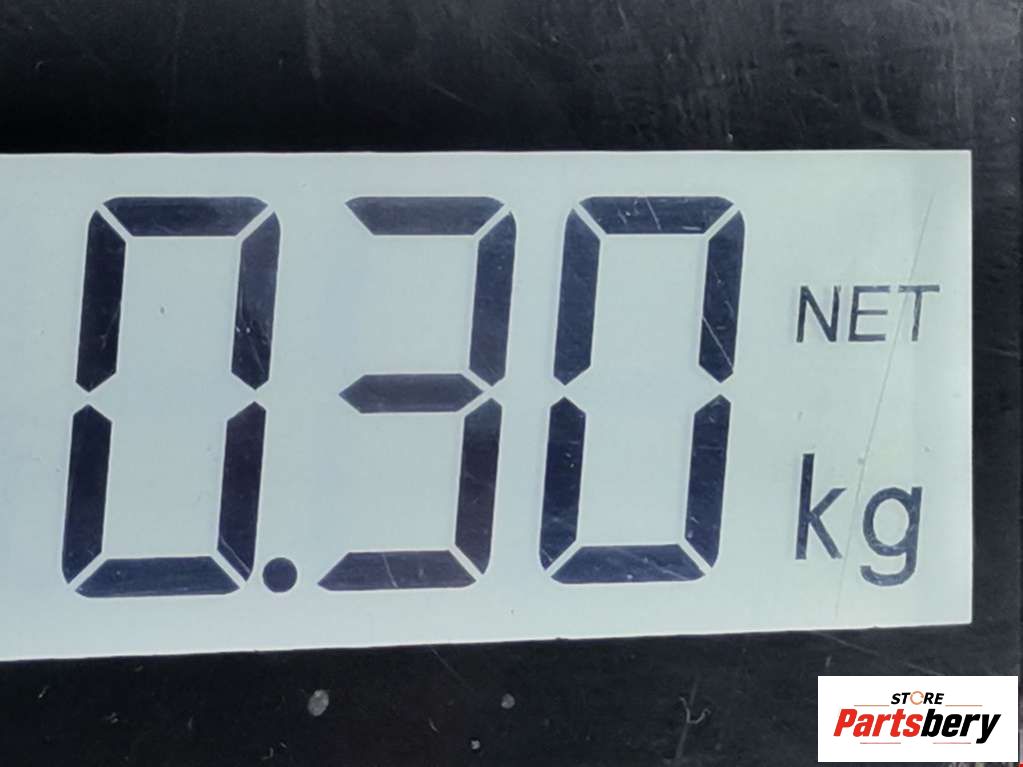 0.30
NET
kg
STORE
Partsbery